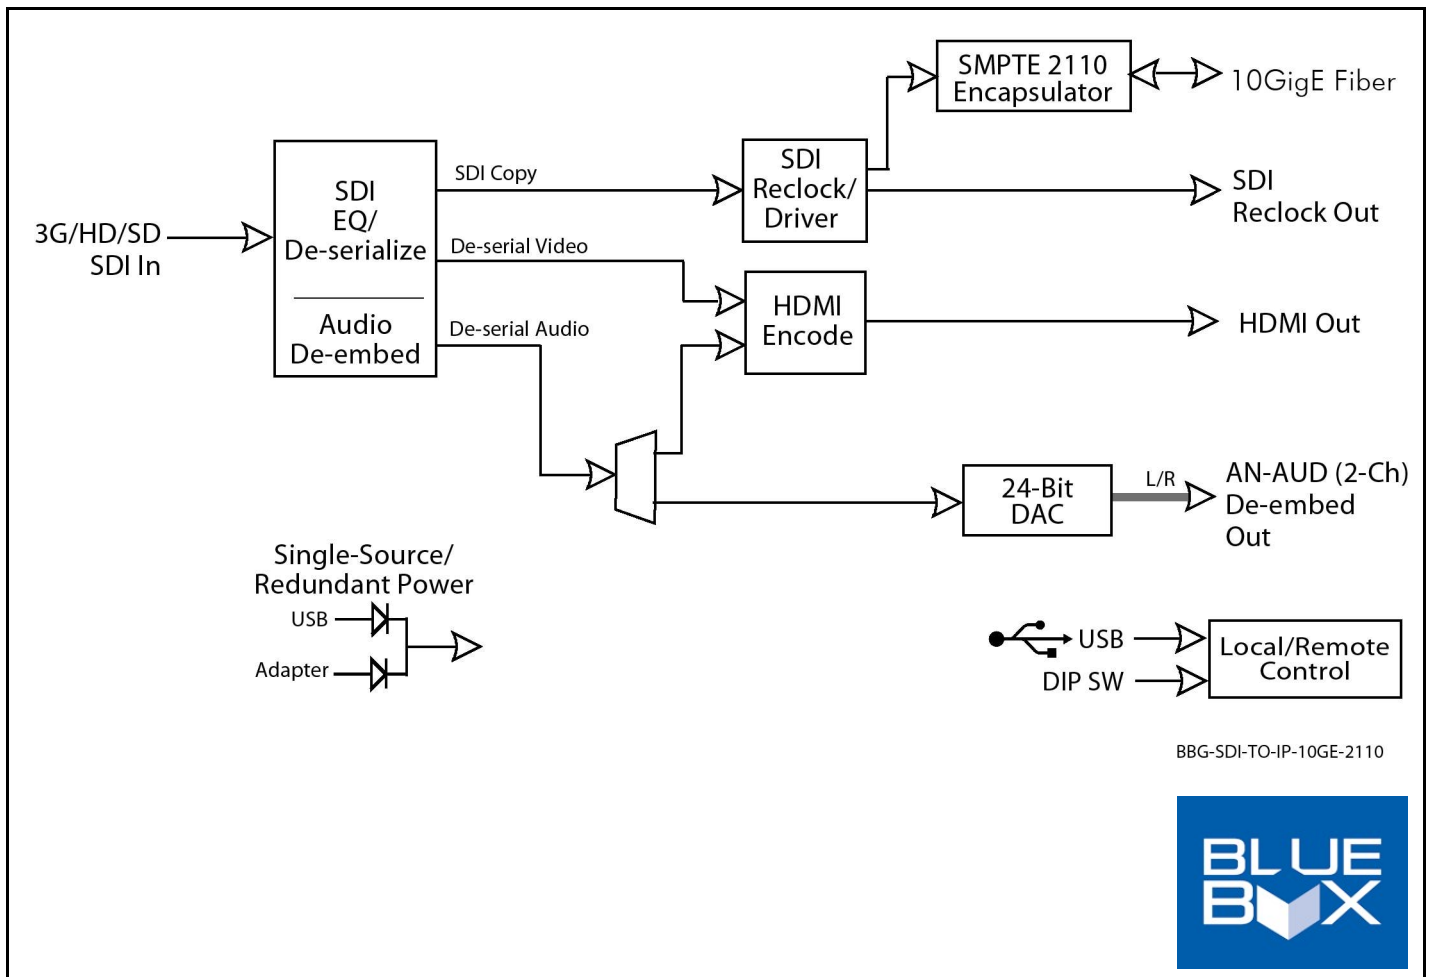 SMPTE 2110
Encapsulator
10GigE Fiber
SDI
EQ/
De-serialize
Audio
De-embed
SDI Copy
SDI
Reclock/
Driver
SDI
Reclock Out
3G/HD/SD
SDI In
De-serial Video
HDMI
Encode
HDMI Out
De-serial Audio
24-Bit
DAC
L/R
AN-AUD (2-Ch)
De-embed
Out
Single-Source/
Redundant Power
USB
Adapter
USB
DIP SW
Local/Remote
Control
BBG-SDI-TO-IP-10GE-2110
BLUE
BOX